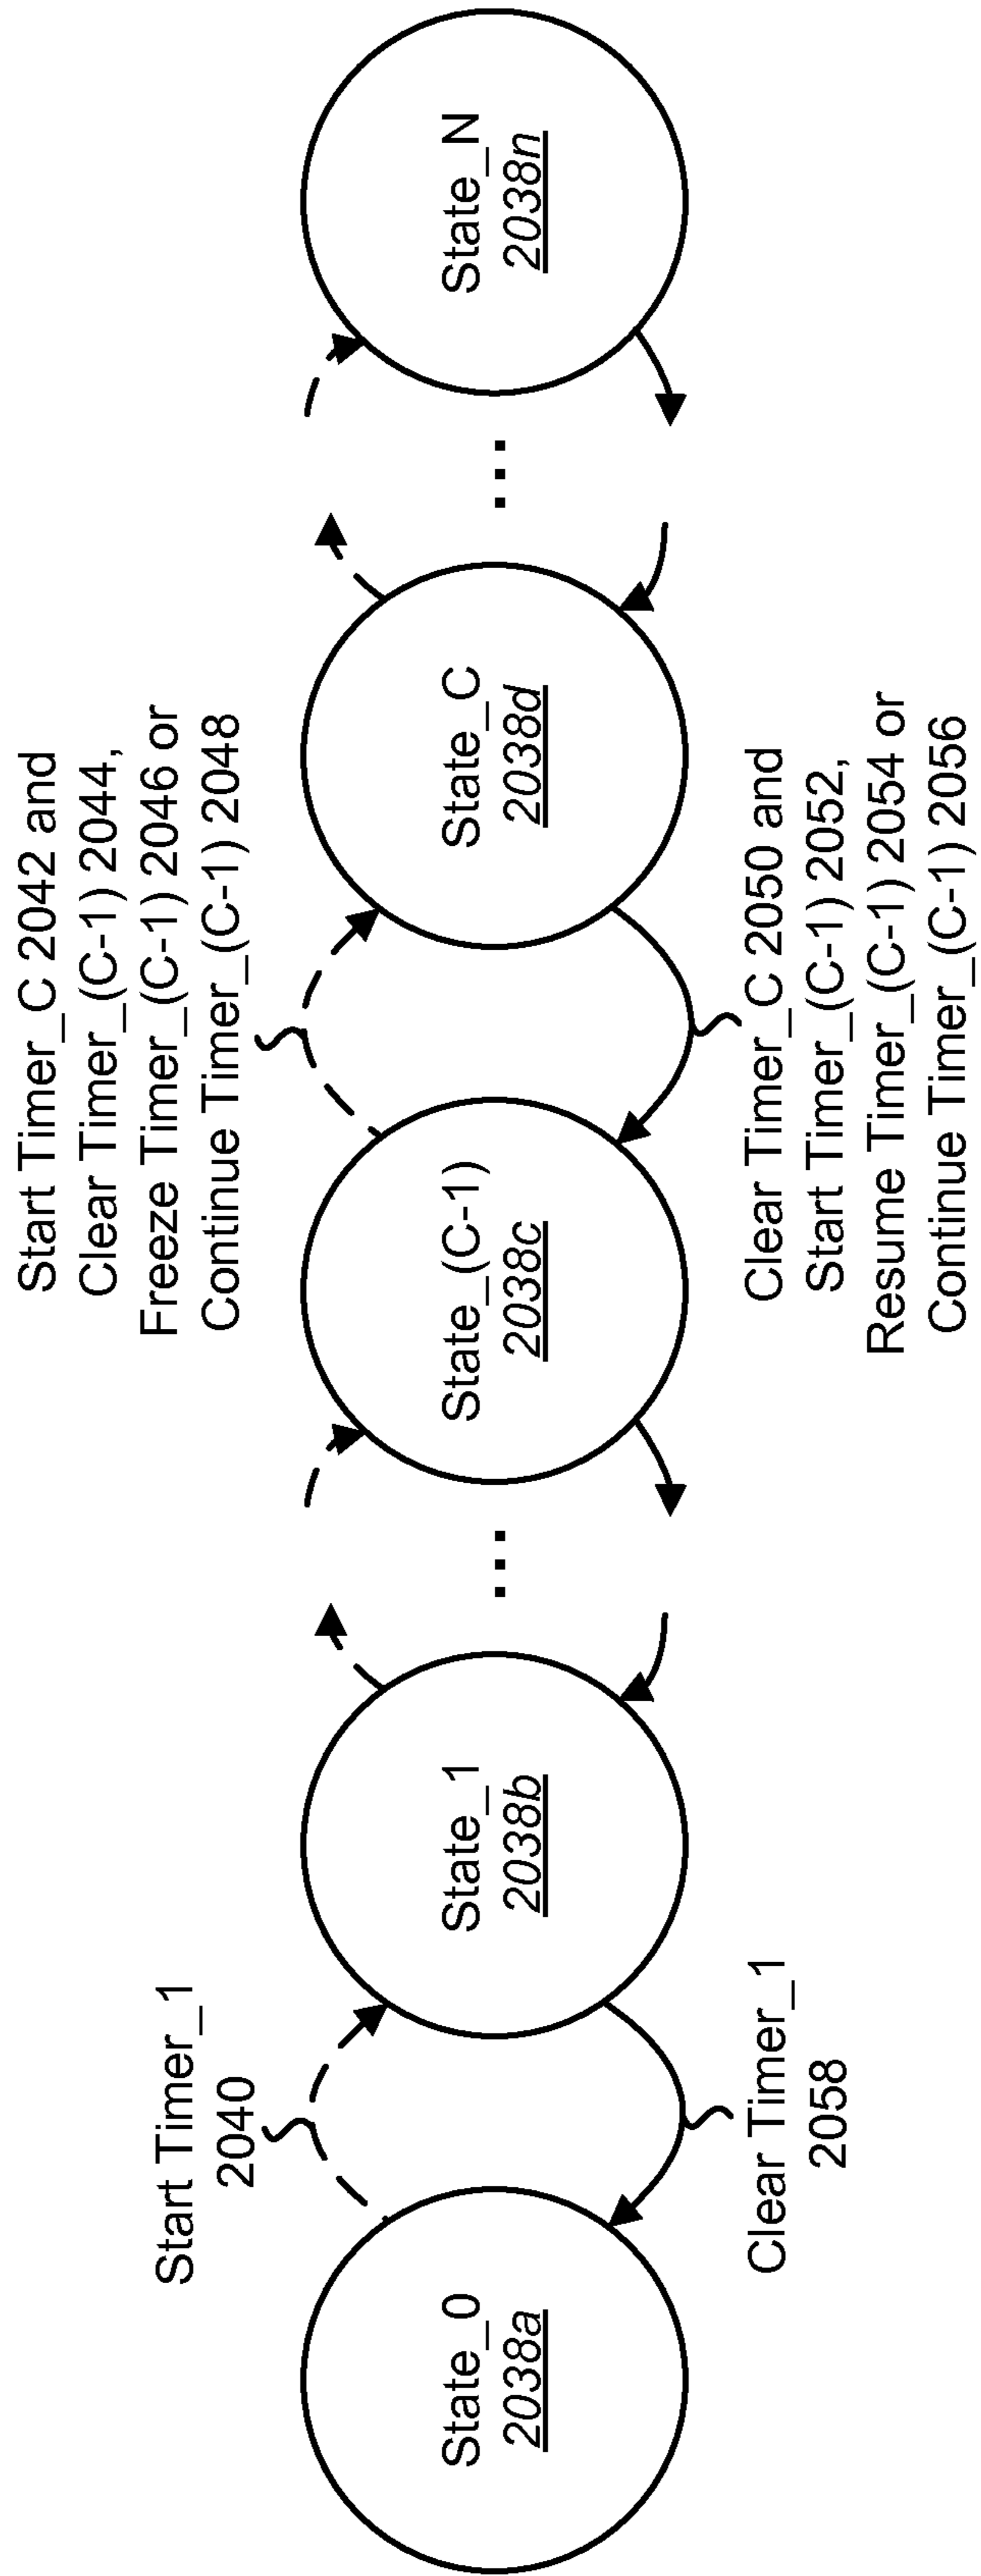 Start Timer_C 2042 and
Clear Timer_(C-1) 2044,
Freeze Timer_(C-1) 2046 or
Continue Timer_(C-1) 2048
Start Timer_1
2040
State_0
2038a
State_1
2038b
...
State_(C-1)
2038c
State_C
2038d
...
State_N
2038n
Clear Timer_1
2058
Clear Timer_C 2050 and
Start Timer_(C-1) 2052,
Resume Timer_(C-1) 2054 or
Continue Timer_(C-1) 2056